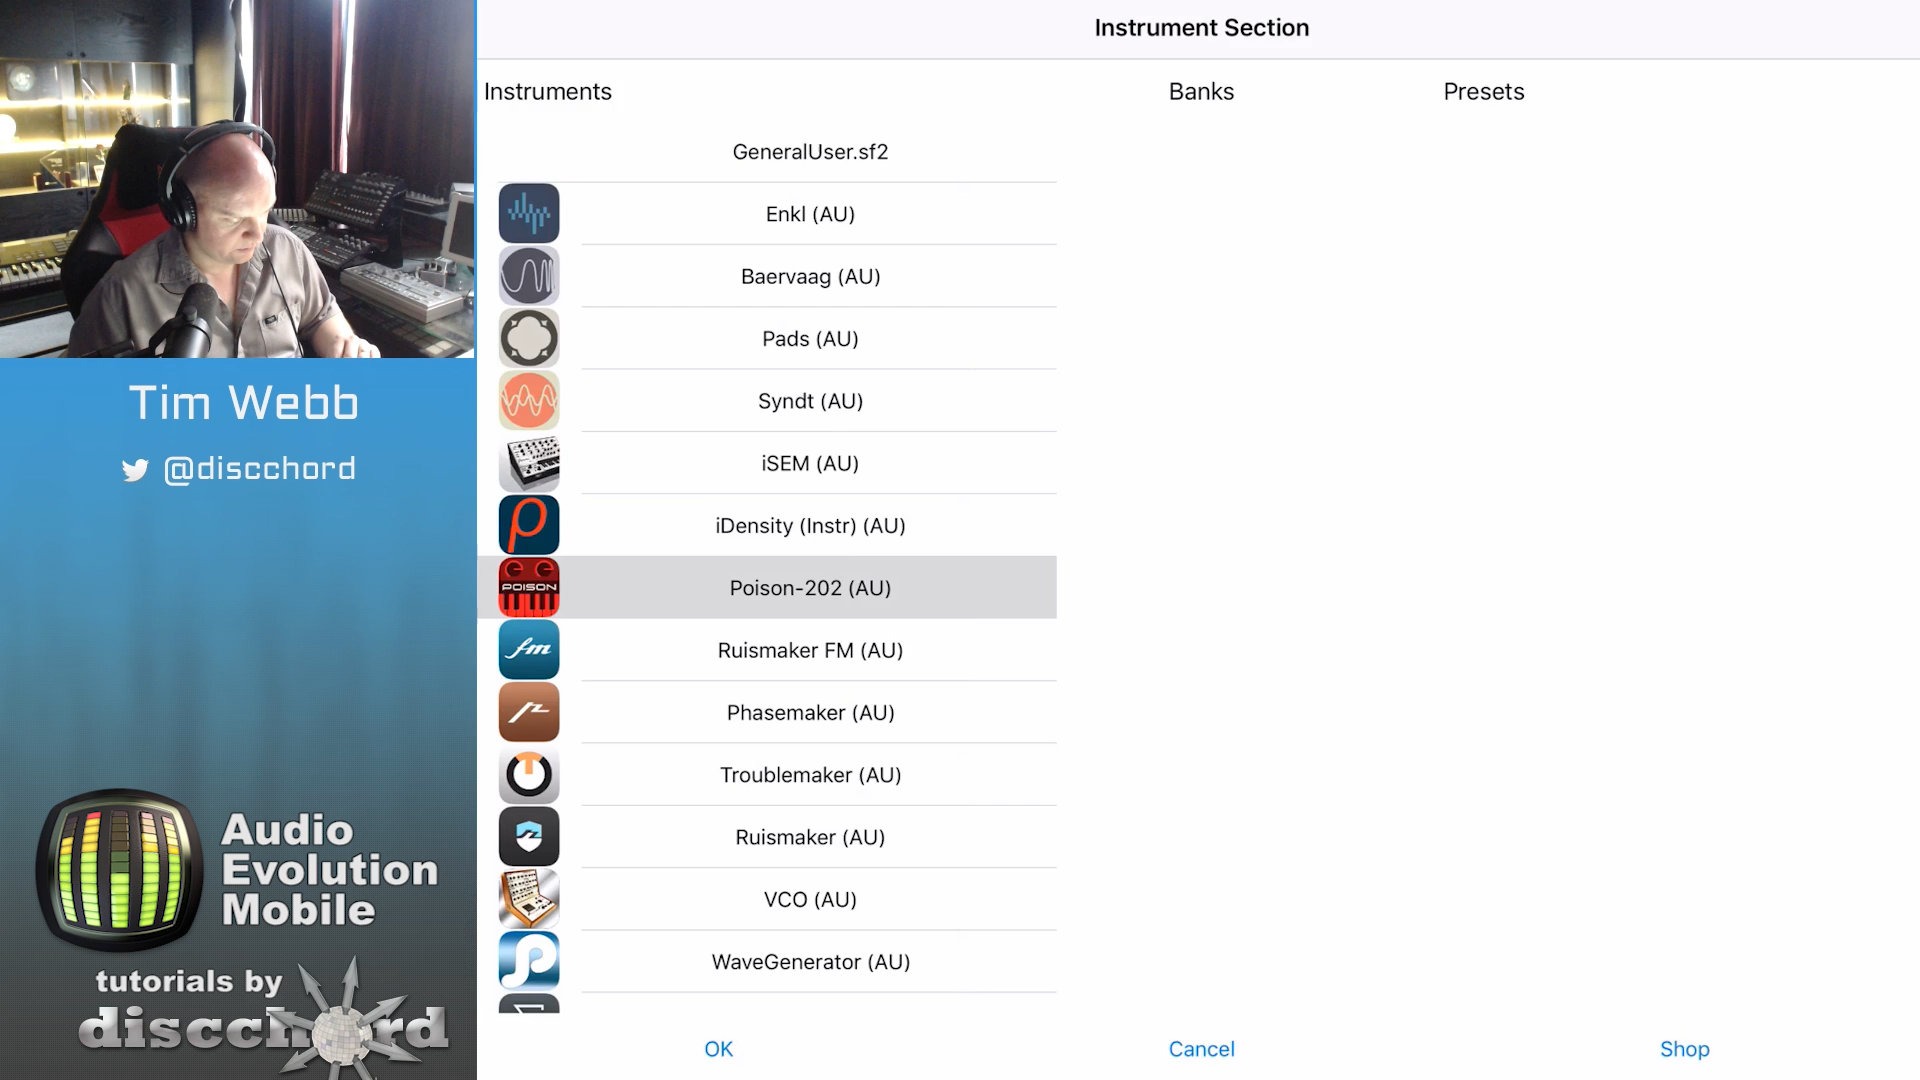 Instrument Section
Instruments
Banks
Presets
GeneralUser.sf2
Enkl (AU)
Baervaag (AU)
Pads (AU)
Syndt (AU)
iSEM (AU)
iDensity (Instr) (AU)
POISON
Poison-202 (AU)
fm
Ruismaker FM (AU)
Phasemaker (AU)
Troublemaker (AU)
Ruismaker (AU)
VCO (AU)
WaveGenerator (AU)
OK
Cancel
Shop
Tim Webb
@discchord
Audio
Evolution
Mobile
tutorials by
discchord